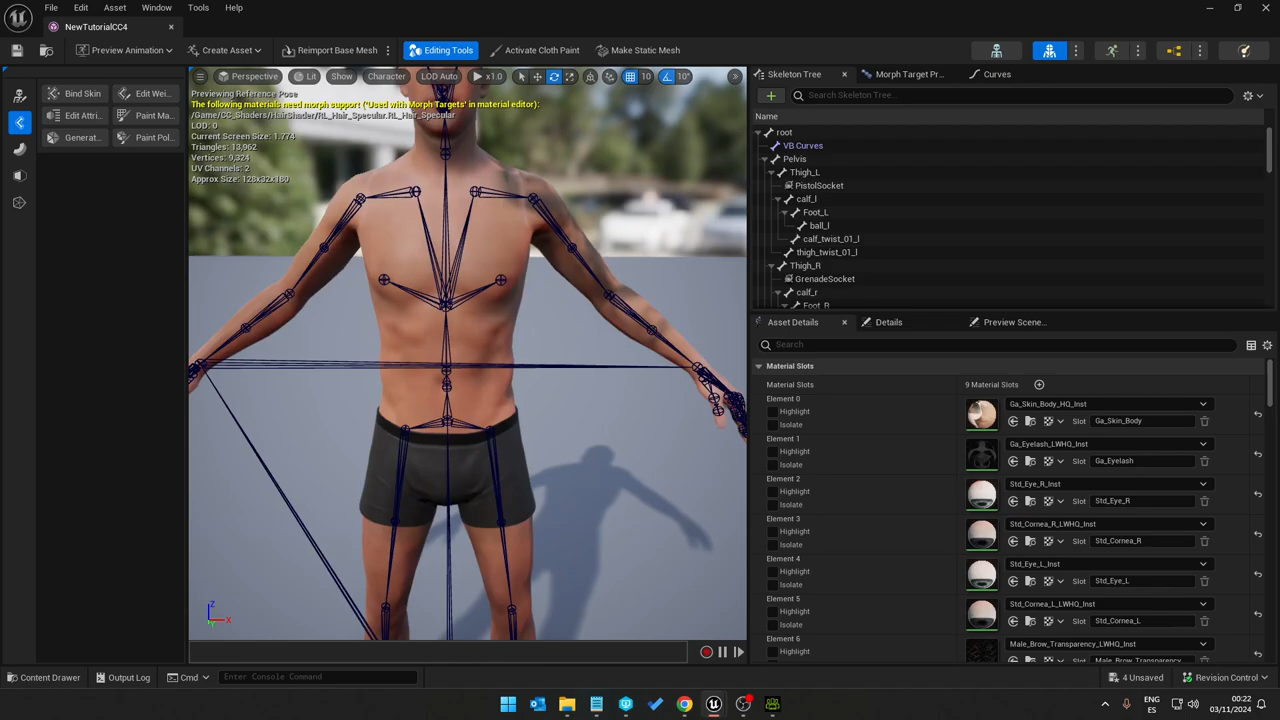 File Edit Asset Window Tools Help
NewTutorialCC4
Preview Animation Create Asset Reimport Base Mesh Editing Tools Activate Cloth Paint Make Static Mesh
Perspective Lit Show Character LOD Auto x1.0 10 10°
Previewing Reference Pose
The following materials need morph support ('Used with Morph Targets' in material editor):
/Game/CC_Shaders/HairShader/RL_Hair_Specular.RL_Hair_Specular
LOD: 0
Current Screen Size: 1.774
Triangles: 13,962
Vertices: 9,324
UV Channels: 2
Approx Size: 128x32x180
Bind Skin Edit Wei...
Edit Attri... Paint Ma...
Generat... Paint Pol...
Z
X
Skeleton Tree Morph Target Pr... Curves
Search Skeleton Tree...
Name
root
VB Curves
Pelvis
Thigh_L
PistolSocket
calf_l
Foot_L
ball_l
calf_twist_01_l
thigh_twist_01_l
Thigh_R
GrenadeSocket
calf_r
Foot_R
Asset Details Details Preview Scene...
Search
Material Slots
Material Slots 9 Material Slots
Element 0 Ga_Skin_Body_HQ_Inst
Highlight
Isolate Slot Ga_Skin_Body
Element 1 Ga_Eyelash_LWHQ_Inst
Highlight
Isolate Slot Ga_Eyelash
Element 2 Std_Eye_R_Inst
Highlight
Isolate Slot Std_Eye_R
Element 3 Std_Cornea_R_LWHQ_Inst
Highlight
Isolate Slot Std_Cornea_R
Element 4 Std_Eye_L_Inst
Highlight
Isolate Slot Std_Eye_L
Element 5 Std_Cornea_L_LWHQ_Inst
Highlight
Isolate Slot Std_Cornea_L
Element 6 Male_Brow_Transparency_LWHQ_Inst
Highlight Slot Male_Brow_Transparency
Content Drawer Output Log Cmd Enter Console Command 4 Unsaved Revision Control
ENG
ES
00:22
03/11/2024